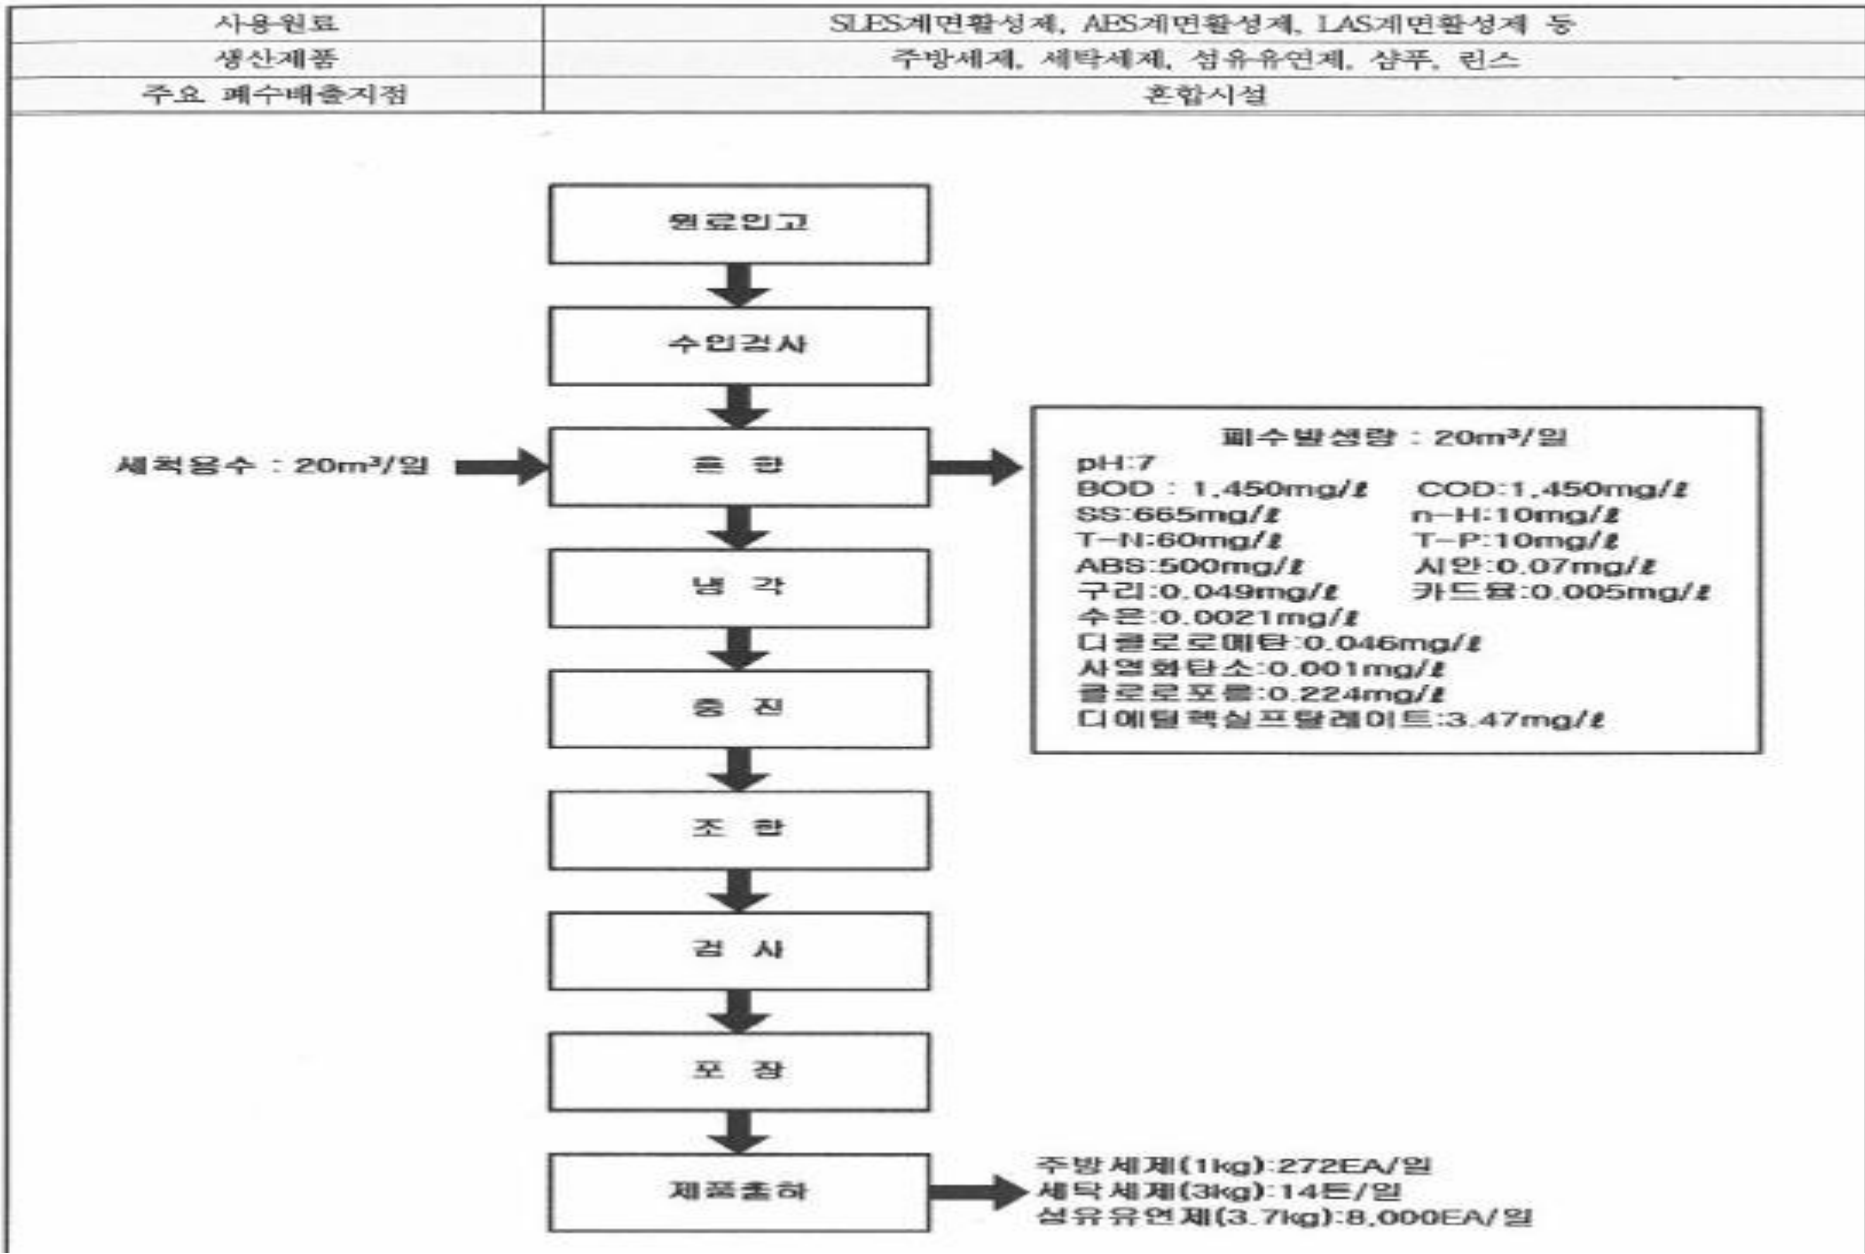 사용원료 SLES계면활성제, AES계면활성제, LAS계면활성제 등
생산제품 주방세제, 세탁세제, 섬유유연제, 샴푸, 린스
주요 폐수배출지점 혼합시설
원료입고
수입검사
세척용수 : 20m³/일
혼 합
폐수발생량 : 20m³/일
pH:7
BOD : 1,450mg/ℓ COD:1,450mg/ℓ
SS:665mg/ℓ n-H:10mg/ℓ
T-N:60mg/ℓ T-P:10mg/ℓ
ABS:500mg/ℓ 시안:0.07mg/ℓ
구리:0.049mg/ℓ 카드뮴:0.005mg/ℓ
수은:0.0021mg/ℓ
디클로로메탄:0.046mg/ℓ
사염화탄소:0.001mg/ℓ
클로로포름:0.224mg/ℓ
디에틸헥실프탈레이트:3.47mg/ℓ
냉 각
충 진
조 합
검 사
포 장
제품출하
주방세제(1kg):272EA/일
세탁세제(3kg):14톤/일
섬유유연제(3.7kg):8,000EA/일